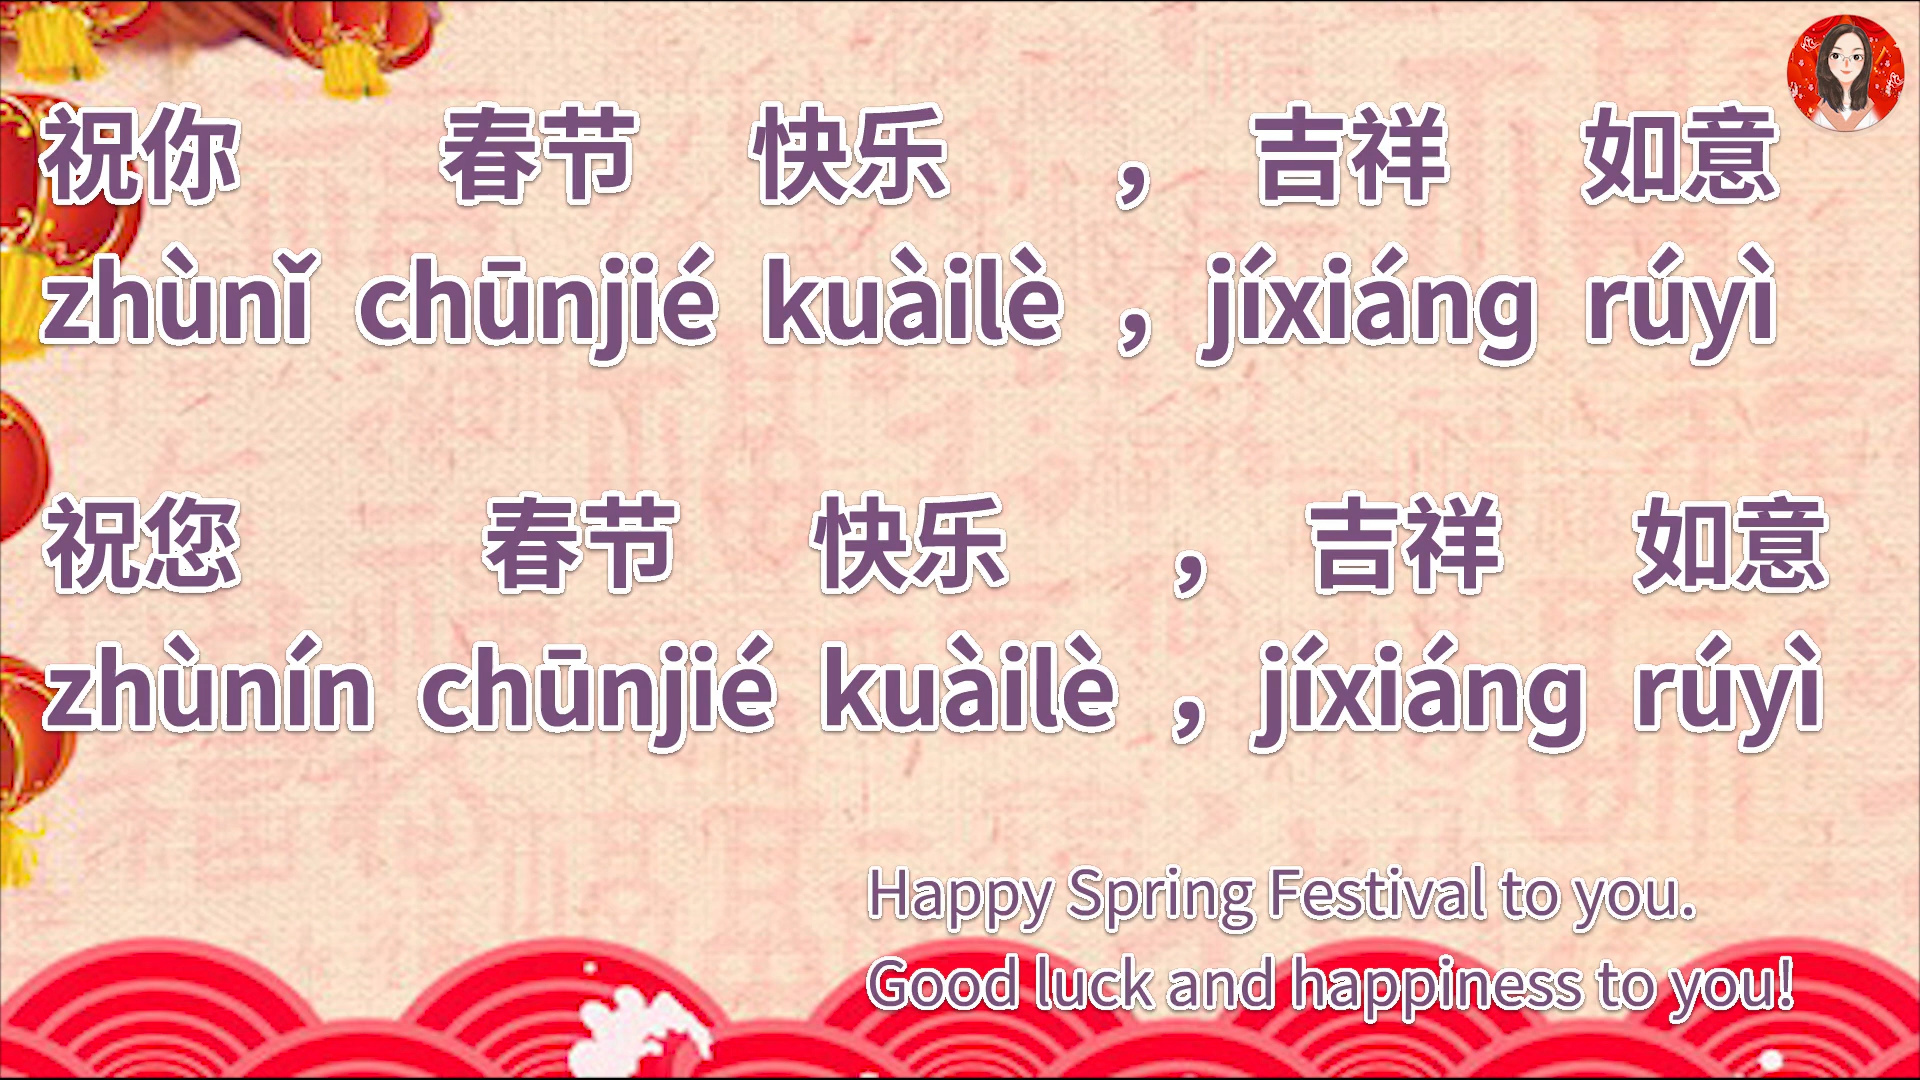 祝你 春节 快乐 ， 吉祥 如意
zhùnǐ chūnjié kuàilè ， jíxiáng rúyì
祝您 春节 快乐 ， 吉祥 如意
zhùnín chūnjié kuàilè ， jíxiáng rúyì
Happy Spring Festival to you.
Good luck and happiness to you!